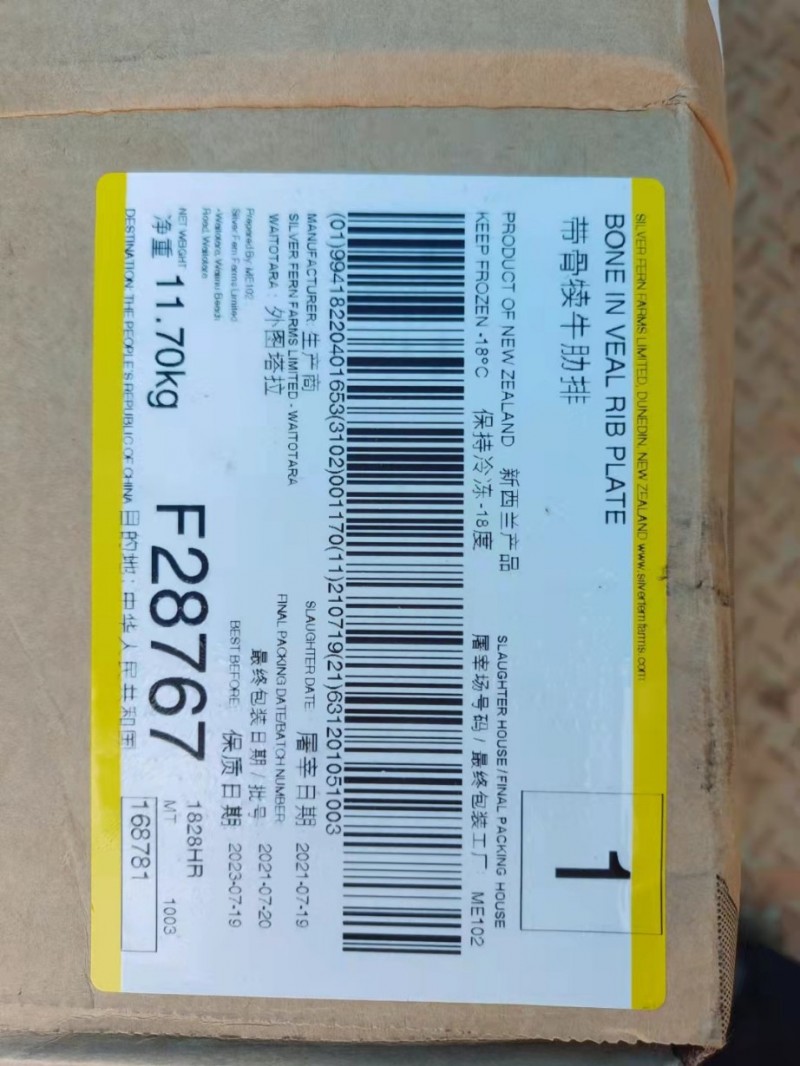 SILVER FERN FARMS LIMITED, DUNEDIN, NEW ZEALAND www.silverfernfarms.com
BONE IN VEAL RIB PLATE
带骨犊牛肋排
1
PRODUCT OF NEW ZEALAND 新西兰产品
KEEP FROZEN -18°C 保持冷冻 -18度
SLAUGHTER HOUSE / FINAL PACKING HOUSE
屠宰场号码 / 最终包装工厂 ME102
(01)99418220401653(3102)001170(11)210719(21)631201051003
MANUFACTURER: 生产商
SILVER FERN FARMS LIMITED - WAITOTARA
WAITOTARA : 外图塔拉
SLAUGHTER DATE: 屠宰日期 2021-07-19
FINAL PACKING DATE/BATCH NUMBER:
最终包装日期 / 批号 2021-07-20
BEST BEFORE: 保质日期 2023-07-19
Prepared By ME102
Silver Fern Farms Limited
- Waitotara, Waiinu Beach
Road, Waitotara
NET WEIGHT
净重 11.70kg
F28767
1828HR
MT 1003
168781
DESTINATION: THE PEOPLE'S REPUBLIC OF CHINA 目的地：中华人民共和国